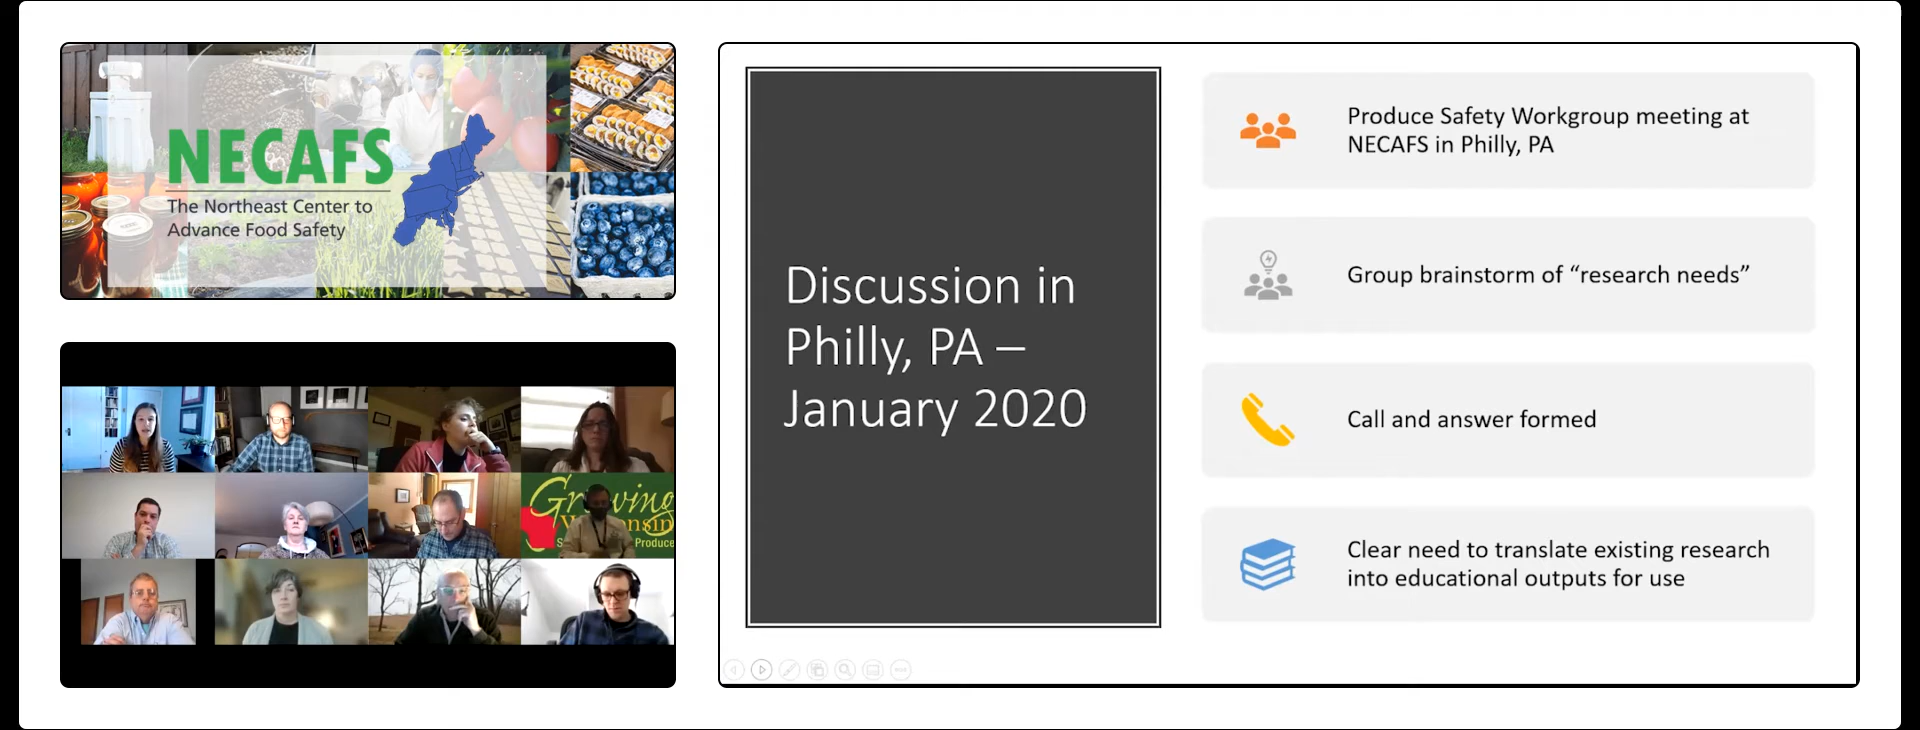 NECAFS
The Northeast Center to
Advance Food Safety
Growing
Wisconsin
Produce
Discussion in
Philly, PA –
January 2020
Produce Safety Workgroup meeting at
NECAFS in Philly, PA
Group brainstorm of “research needs”
Call and answer formed
Clear need to translate existing research
into educational outputs for use